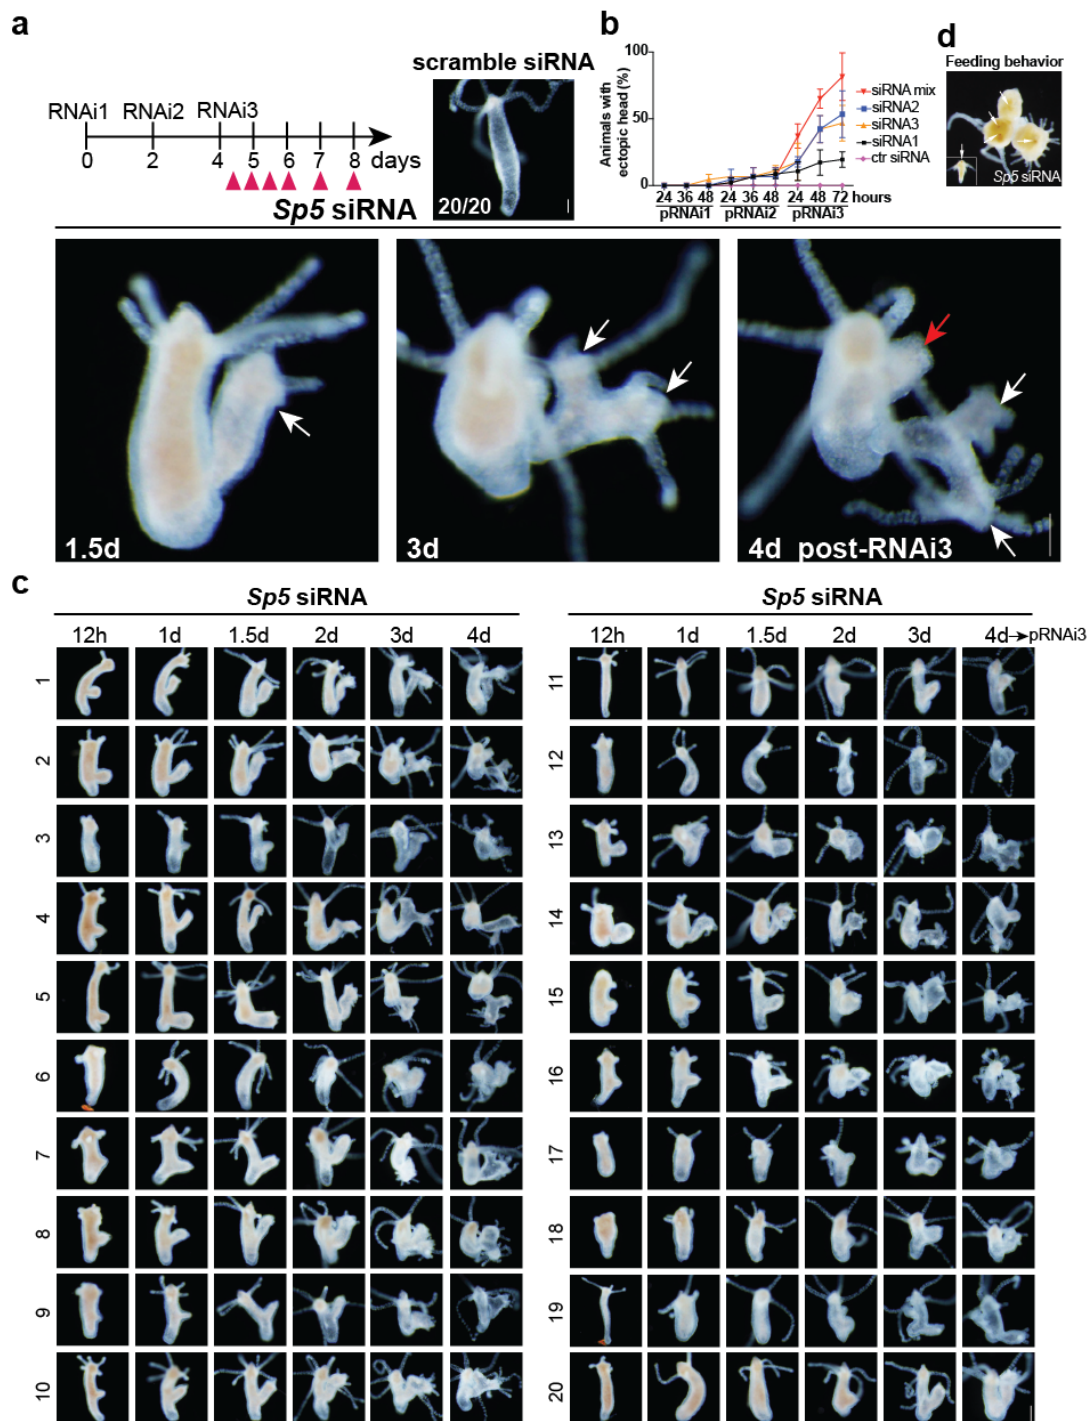 a
RNAi1 RNAi2 RNAi3
0 2 4 5 6 7 8 days
scramble siRNA
20/20
b
Animals with
ectopic head (%)
100
50
0
24 36 48 24 36 48 24 48 72 hours
pRNAi1 pRNAi2 pRNAi3
siRNA mix
siRNA2
siRNA3
siRNA1
ctr siRNA
d
Feeding behavior
Sp5 siRNA
Sp5 siRNA
1.5d
3d
4d post-RNAi3
c
Sp5 siRNA
12h 1d 1.5d 2d 3d 4d
1
2
3
4
5
6
7
8
9
10
Sp5 siRNA
12h 1d 1.5d 2d 3d 4d→pRNAi3
11
12
13
14
15
16
17
18
19
20